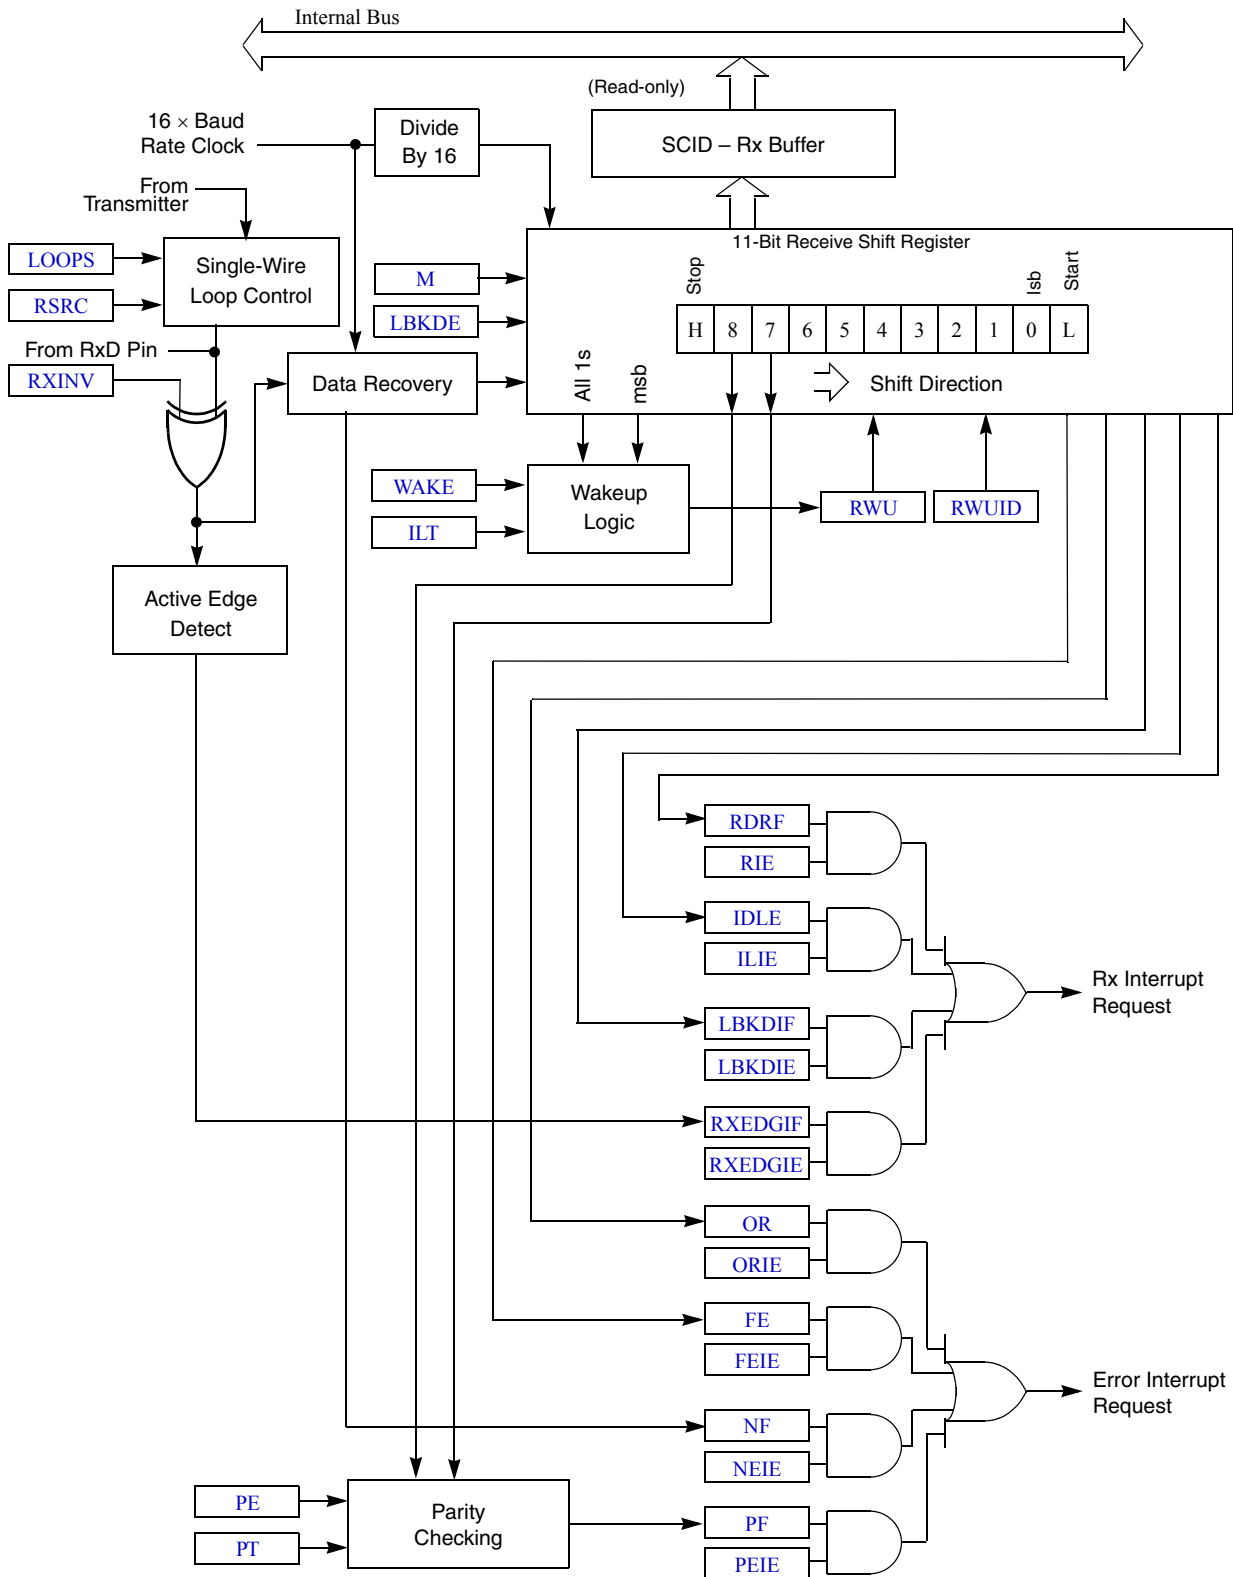 Internal Bus
(Read-only)
16 × Baud
Rate Clock
Divide
By 16
SCID – Rx Buffer
From
Transmitter
11-Bit Receive Shift Register
LOOPS
RSRC
Single-Wire
Loop Control
M
LBKDE
Stop
lsb
Start
H 8 7 6 5 4 3 2 1 0 L
From RxD Pin
RXINV
Data Recovery
All 1s
msb
Shift Direction
WAKE
ILT
Wakeup
Logic
RWU
RWUID
Active Edge
Detect
RDRF
RIE
IDLE
ILIE
Rx Interrupt
Request
LBKDIF
LBKDIE
RXEDGIF
RXEDGIE
OR
ORIE
FE
FEIE
Error Interrupt
Request
NF
NEIE
PE
PT
Parity
Checking
PF
PEIE